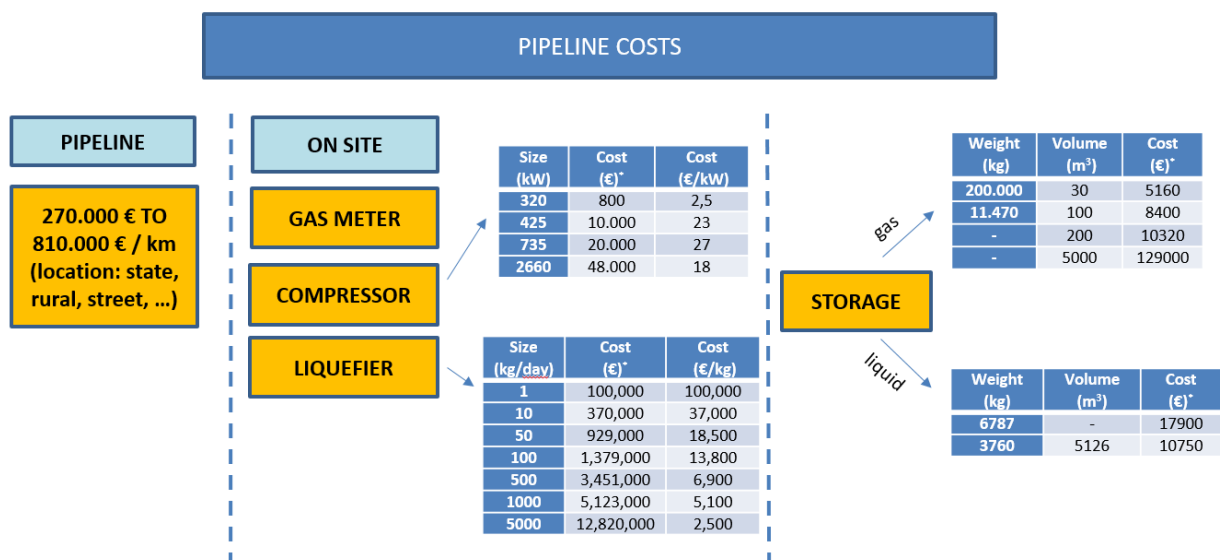 PIPELINE COSTS
PIPELINE
270.000 € TO
810.000 € / km
(location: state,
rural, street, …)
ON SITE
GAS METER
COMPRESSOR
LIQUEFIER
Size (kW) Cost (€)* Cost (€/kW)
320 800 2,5
425 10.000 23
735 20.000 27
2660 48.000 18
Size (kg/day) Cost (€)* Cost (€/kg)
1 100,000 100,000
10 370,000 37,000
50 929,000 18,500
100 1,379,000 13,800
500 3,451,000 6,900
1000 5,123,000 5,100
5000 12,820,000 2,500
STORAGE
gas
Weight (kg) Volume (m³) Cost (€)*
200.000 30 5160
11.470 100 8400
- 200 10320
- 5000 129000
liquid
Weight (kg) Volume (m³) Cost (€)*
6787 - 17900
3760 5126 10750